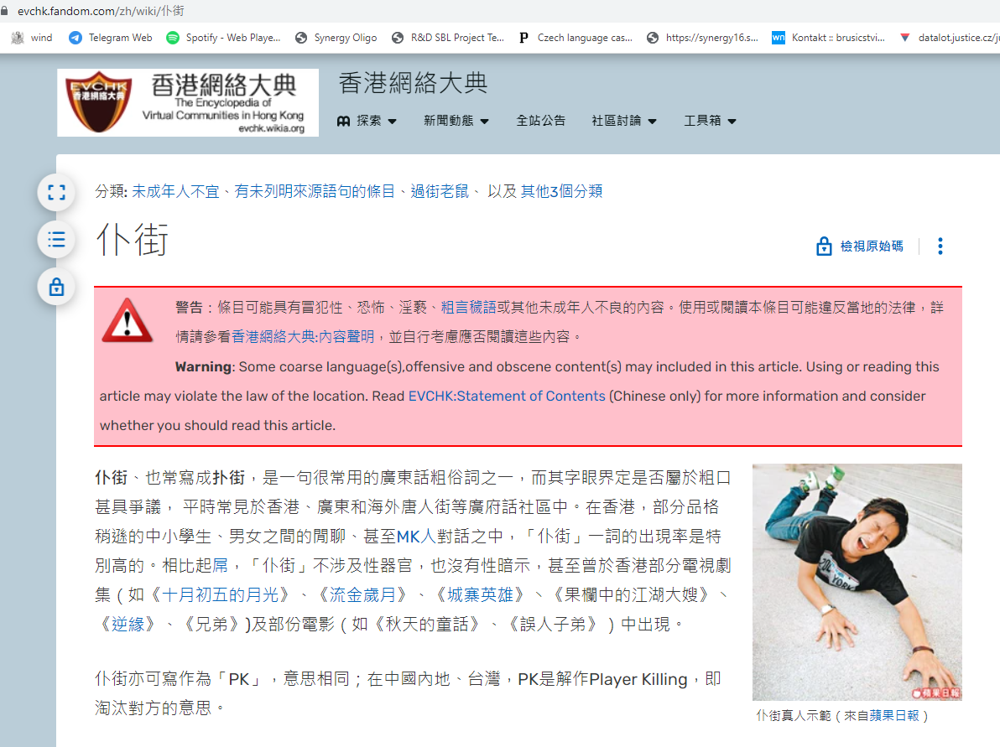 evchk.fandom.com/zh/wiki/仆街
wind
Telegram Web
Spotify - Web Playe...
Synergy Oligo
R&D SBL Project Te...
Czech language cas...
https://synergy16.s...
Kontakt :: brusicstvi...
datalot.justice.cz/ju
EVCHK
香港網絡大典
香港網絡大典
The Encyclopedia of
Virtual Communities in Hong Kong
evchk.wikia.org
香港網絡大典
探索 新聞動態 全站公告 社區討論 工具箱
分類: 未成年人不宜、有未列明來源語句的條目、過街老鼠、 以及 其他3個分類
仆街
檢視原始碼
警告：條目可能具有冒犯性、恐怖、淫褻、粗言穢語或其他未成年人不良的內容。使用或閱讀本條目可能違反當地的法律，詳
情請參看香港網絡大典:內容聲明，並自行考慮應否閱讀這些內容。
Warning: Some coarse language(s),offensive and obscene content(s) may included in this article. Using or reading this
article may violate the law of the location. Read EVCHK:Statement of Contents (Chinese only) for more information and consider
whether you should read this article.
仆街、也常寫成扑街，是一句很常用的廣東話粗俗詞之一，而其字眼界定是否屬於粗口
甚具爭議， 平時常見於香港、廣東和海外唐人街等廣府話社區中。在香港，部分品格
稍遜的中小學生、男女之間的閒聊、甚至MK人對話之中，「仆街」一詞的出現率是特
別高的。相比起屌，「仆街」不涉及性器官，也沒有性暗示，甚至曾於香港部分電視劇
集（如《十月初五的月光》、《流金歲月》、《城寨英雄》、《果欄中的江湖大嫂》、
《逆緣》、《兄弟》)及部份電影（如《秋天的童話》、《誤人子弟》）中出現。
仆街亦可寫作為「PK」，意思相同；在中國內地、台灣，PK是解作Player Killing，即
淘汰對方的意思。
蘋果日報
仆街真人示範（來自蘋果日報）